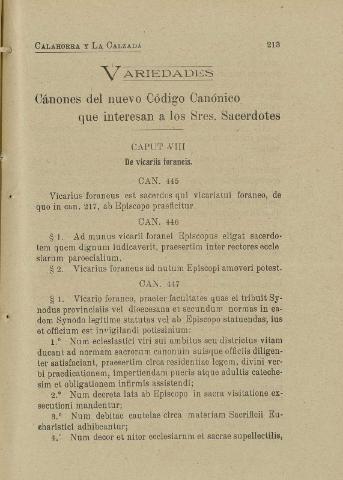 CALAHORRA Y LA CALZADA 213
VARIEDADES
Cánones del nuevo Código Canónico
que interesan a los Sres. Sacerdotes
CAPUT VIII
De vicariis foraneis.
CAN. 445
Vicarius foraneus est sacerdos qui vicariatui foraneo, de
quo in can. 217, ab Episcopo praeficitur.
CAN. 446
§ 1. Ad munus vicarii foranei Episcopus eligat sacerdo-
tem quem dignum iudicaverit, praesertim inter rectores eccle
siarum paroecialium.
§ 2. Vicarius foraneus ad nutum Episcopi amoveri potest.
CAN. 447
§ 1. Vicario foraneo, praeter facultates quas ei tribuit Sy-
nodus provincialis vel dioecesana et secundum normas in ea-
dem Synodo legitime statutas vel ab Episcopo statuendas, ius
et officium est invigilandi potissimum:
1.º Num ecclesiastici viri sui ambitus seu districtus vitam
ducant ad normam sacrorum canonum suisque officiis diligen-
ter satisfaciant, praesertim circa residentiae legem, divini ver-
bi praedicationem, impertiendam pueris atque adultis cateche-
sim et obligationem infirmis assistendi;
2.º Num decreta lata ab Episcopo in sacra visitatione ex-
secutioni mandentur;
3.º Num debitae cautelae circa materiam Sacrificii Eu-
charistici adhibeantur;
4.º Num decor et nitor ecclesiarum et sacrae supellectilis,